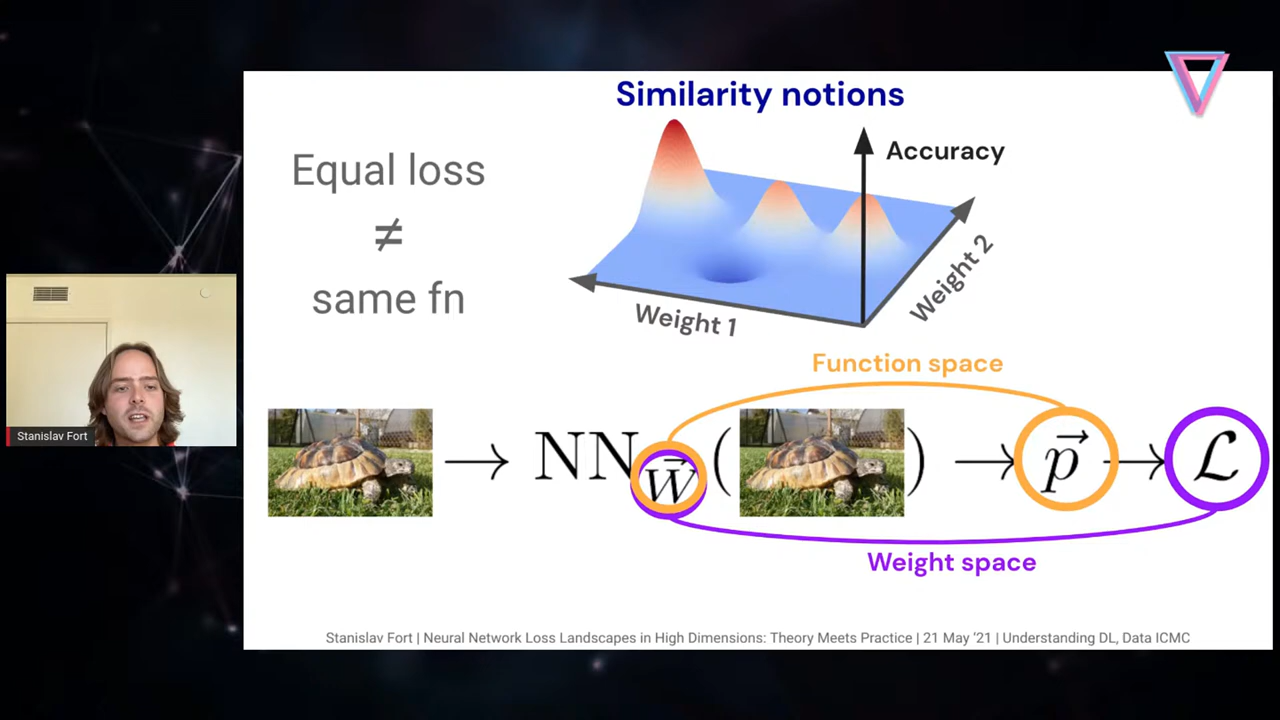 Similarity notions
Equal loss
≠
same fn
Accuracy
Weight 1
Weight 2
Function space
→ NN W⃗ ( ) → p⃗ → ℒ
Weight space
Stanislav Fort
Stanislav Fort | Neural Network Loss Landscapes in High Dimensions: Theory Meets Practice | 21 May ‘21 | Understanding DL, Data ICMC